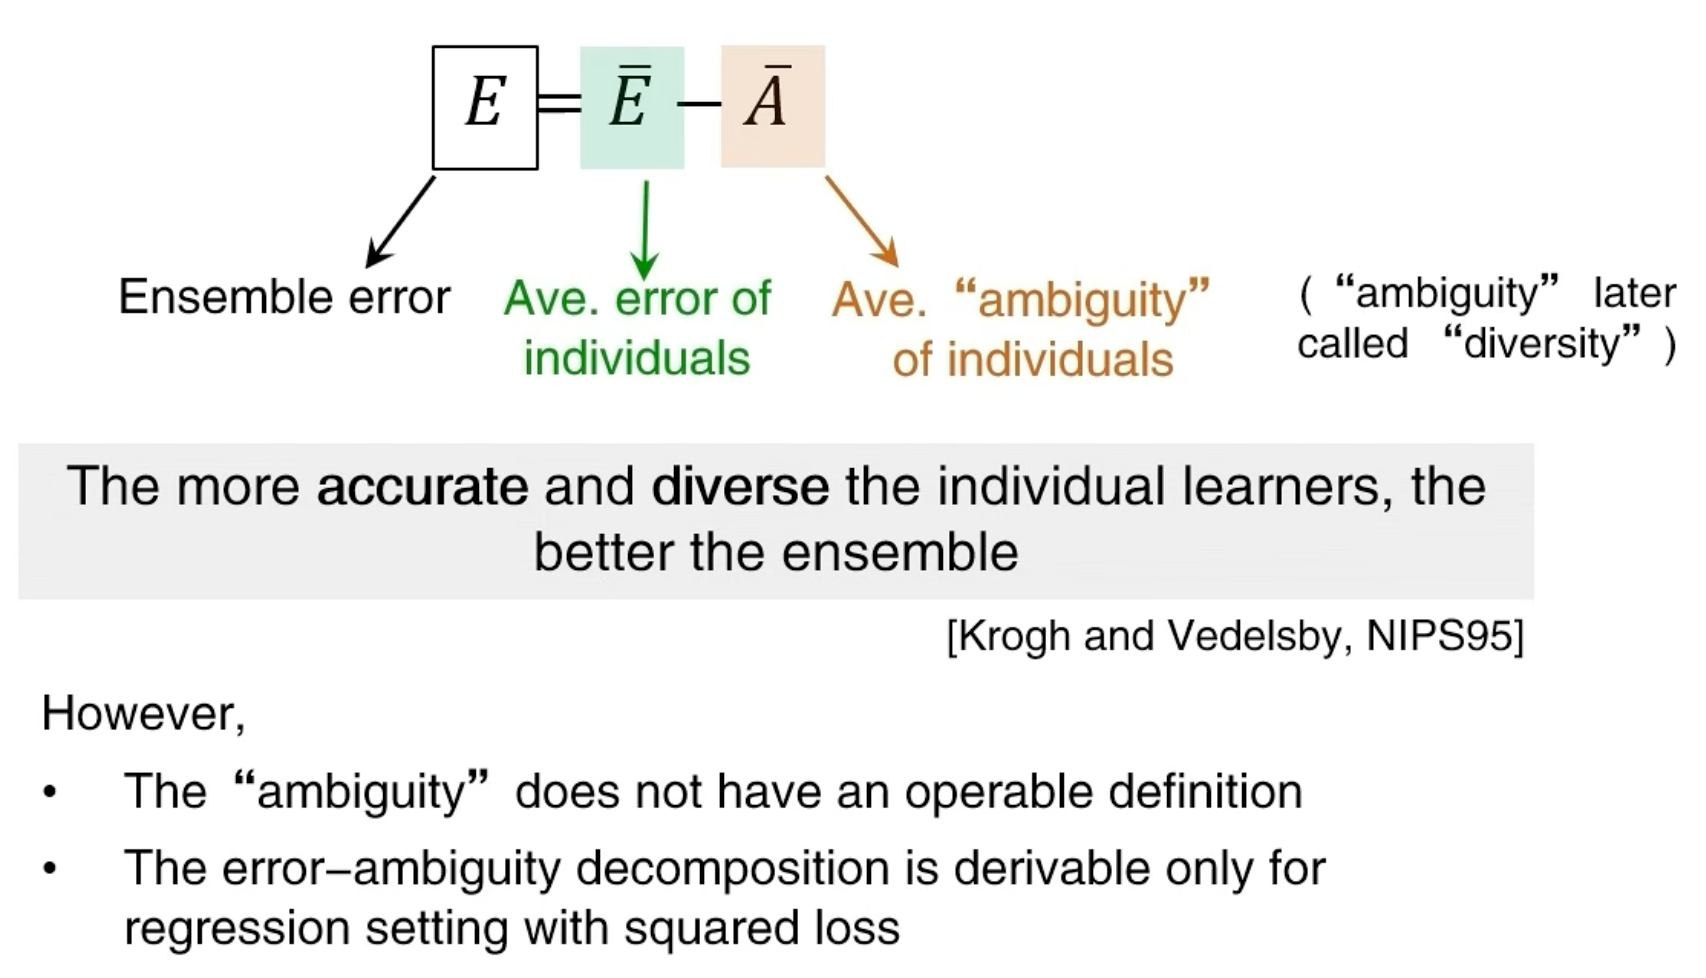 E = Ē − Ā
Ensemble error
Ave. error of
individuals
Ave. “ambiguity”
of individuals
( “ambiguity” later
called “diversity” )
The more accurate and diverse the individual learners, the
better the ensemble
[Krogh and Vedelsby, NIPS95]
However,
• The “ambiguity” does not have an operable definition
• The error–ambiguity decomposition is derivable only for
regression setting with squared loss